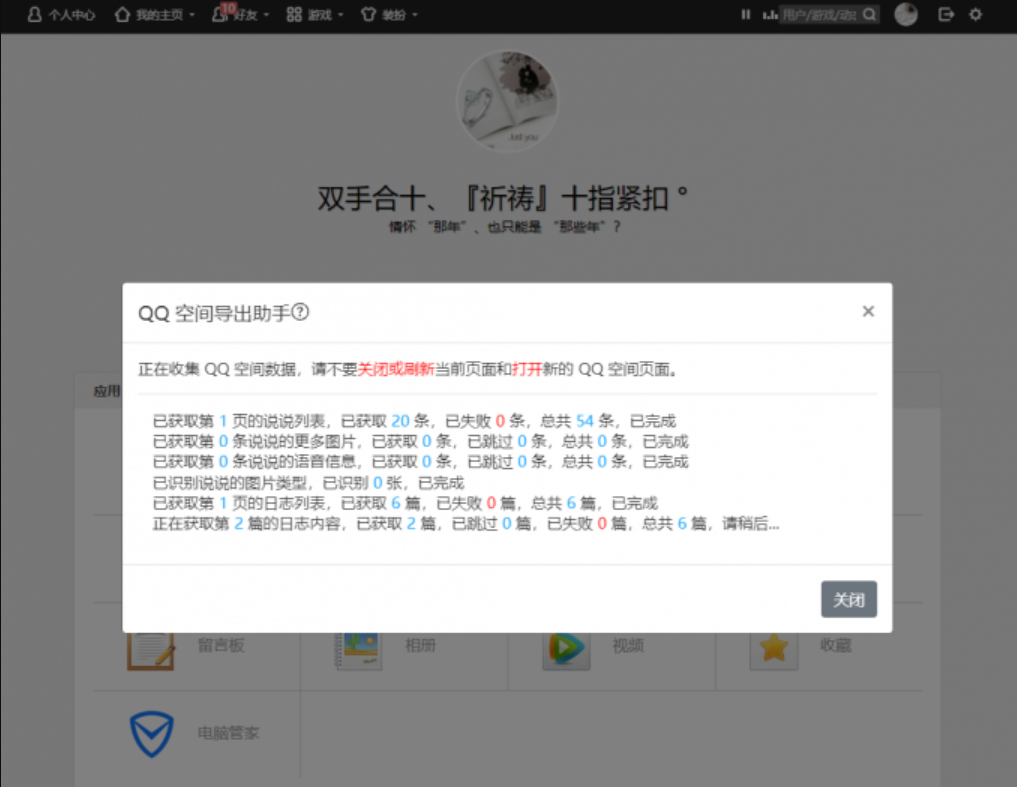 个人中心 我的主页 10 好友 游戏 装扮 用户/游戏/动
Just you
双手合十、『祈祷』十指紧扣 °
情怀 “那年” 、也只能是 “那些年” ?
QQ 空间导出助手? ×
正在收集 QQ 空间数据，请不要关闭或刷新当前页面和打开新的 QQ 空间页面。
应用
已获取第 1 页的说说列表，已获取 20 条，已失败 0 条，总共 54 条，已完成
已获取第 0 条说说的更多图片，已获取 0 条，已跳过 0 条，总共 0 条，已完成
已获取第 0 条说说的语音信息，已获取 0 条，已跳过 0 条，总共 0 条，已完成
已识别说说的图片类型，已识别 0 张，已完成
已获取第 1 页的日志列表，已获取 6 篇，已失败 0 篇，总共 6 篇，已完成
正在获取第 2 篇的日志内容，已获取 2 篇，已跳过 0 篇，已失败 0 篇，总共 6 篇，请稍后...
关闭
留言板 相册 视频 收藏
电脑管家